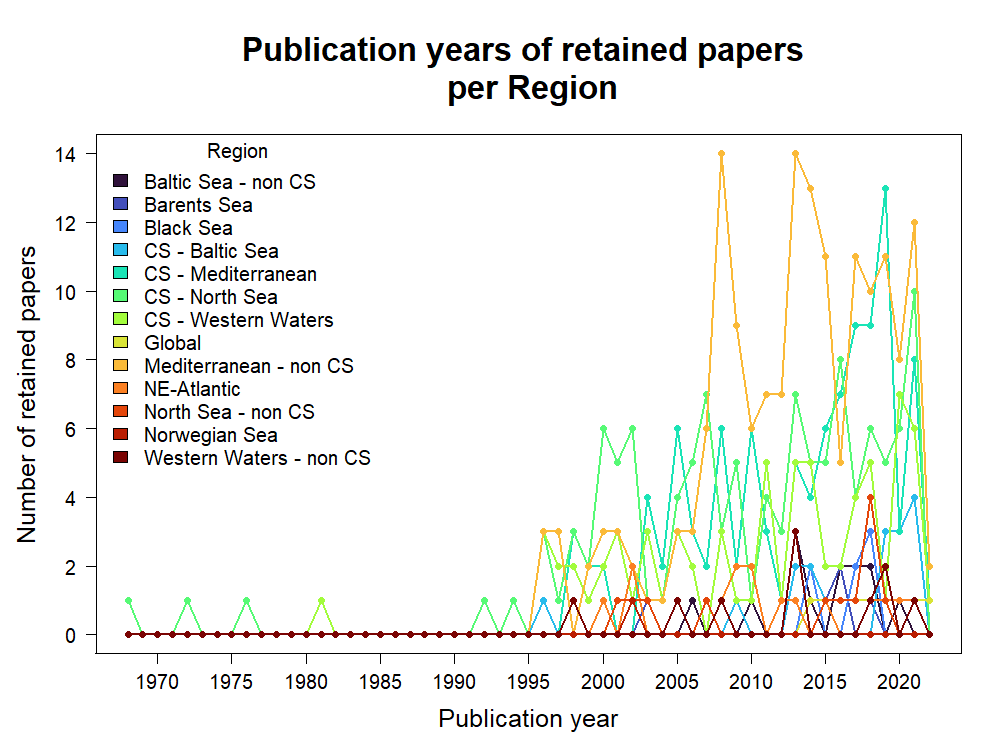 Publication years of retained papers
per Region
Number of retained papers
14
12
10
8
6
4
2
0
Region
Baltic Sea - non CS
Barents Sea
Black Sea
CS - Baltic Sea
CS - Mediterranean
CS - North Sea
CS - Western Waters
Global
Mediterranean - non CS
NE-Atlantic
North Sea - non CS
Norwegian Sea
Western Waters - non CS
1970 1975 1980 1985 1990 1995 2000 2005 2010 2015 2020
Publication year